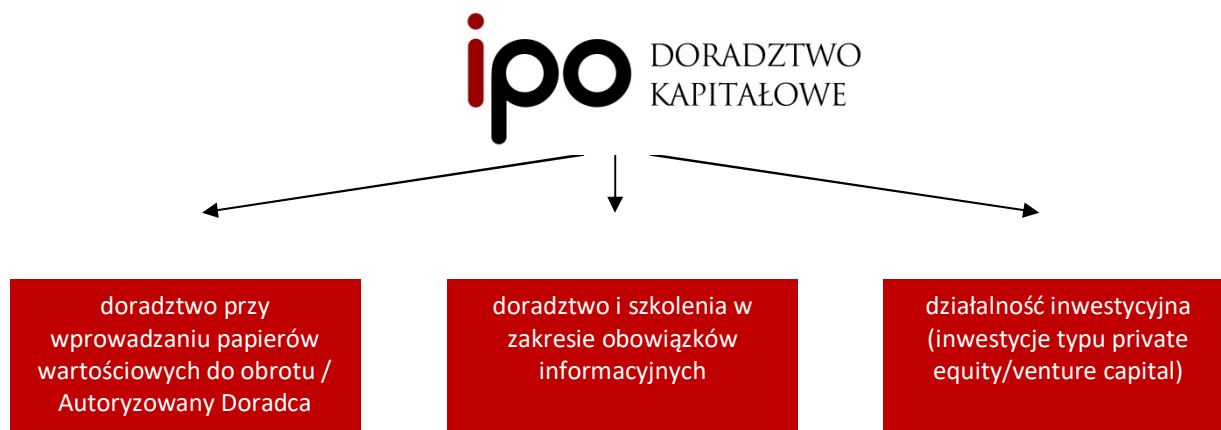 ipo DORADZTWO
KAPITAŁOWE
doradztwo przy
wprowadzaniu papierów
wartościowych do obrotu /
Autoryzowany Doradca
doradztwo i szkolenia w
zakresie obowiązków
informacyjnych
działalność inwestycyjna
(inwestycje typu private
equity/venture capital)